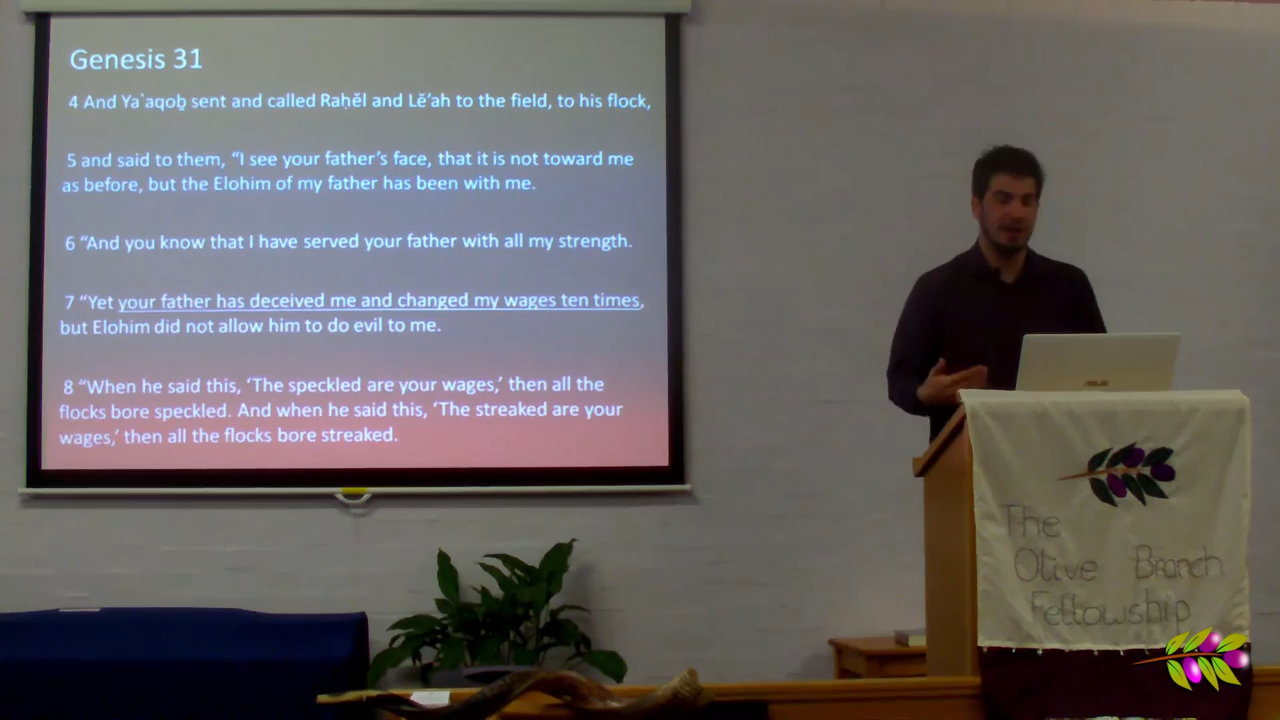 Genesis 31
4 And Ya‛aqoḇ sent and called Raḥĕl and Lĕ’ah to the field, to his flock,
5 and said to them, “I see your father’s face, that it is not toward me
as before, but the Elohim of my father has been with me.
6 “And you know that I have served your father with all my strength.
7 “Yet your father has deceived me and changed my wages ten times,
but Elohim did not allow him to do evil to me.
8 “When he said this, ‘The speckled are your wages,’ then all the
flocks bore speckled. And when he said this, ‘The streaked are your
wages,’ then all the flocks bore streaked.
ASUS
The
Olive Branch
Fellowship